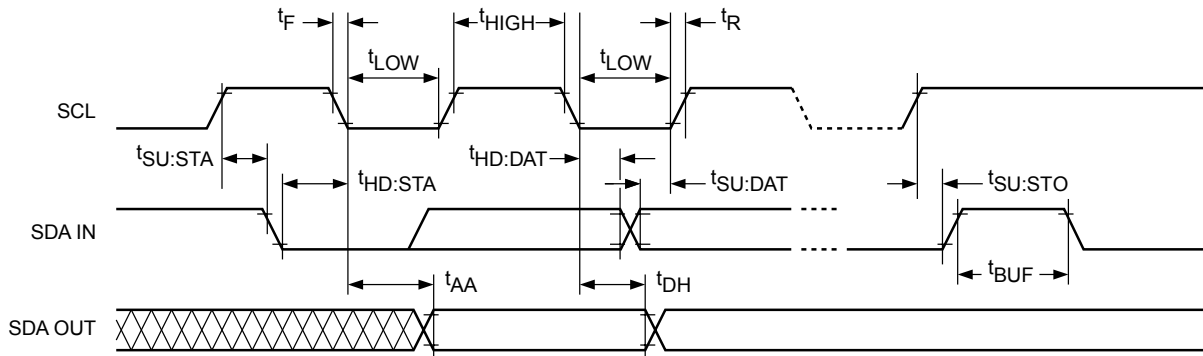 tF
tHIGH
tR
tLOW
tLOW
SCL
tSU:STA
tHD:DAT
tHD:STA
tSU:DAT
tSU:STO
SDA IN
tAA
tDH
tBUF
SDA OUT